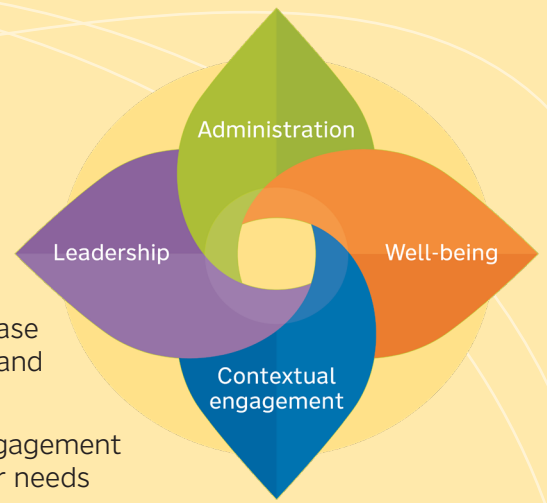 Administration
Leadership
Well-being
Contextual
engagement
ase
and
gagement
r needs